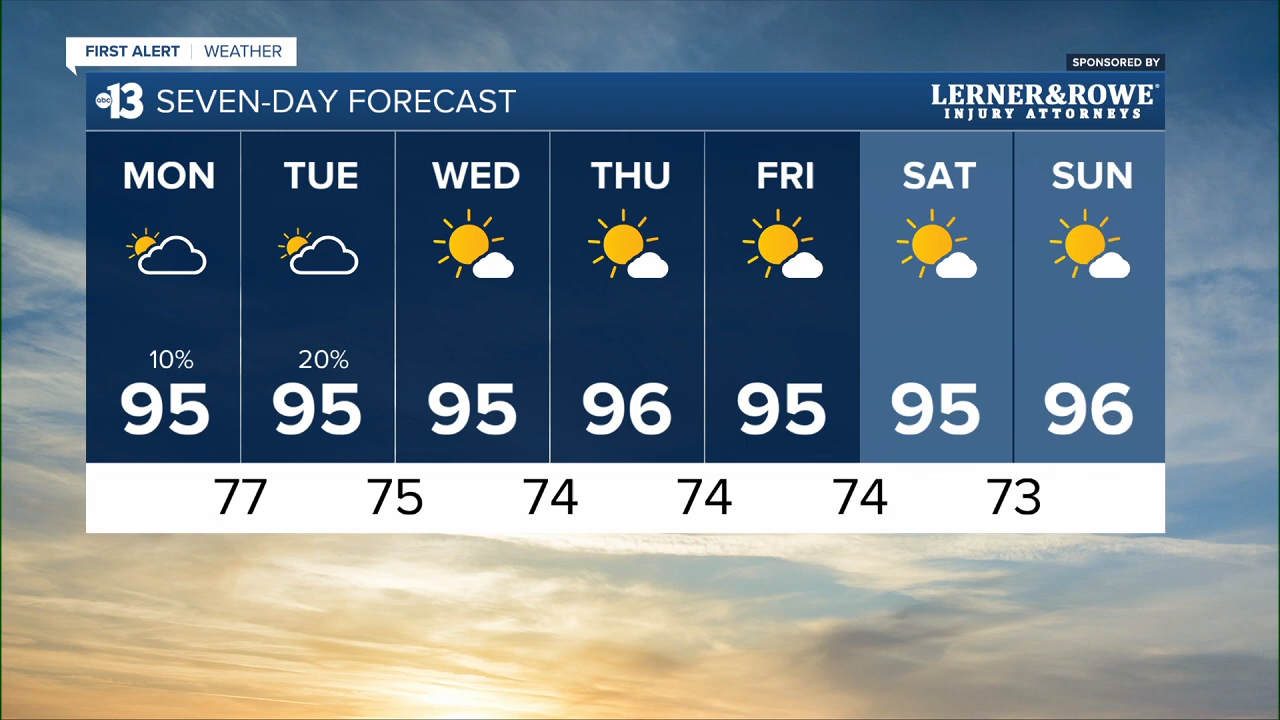 FIRST ALERT | WEATHER
SPONSORED BY
abc 13 SEVEN-DAY FORECAST
LERNER&ROWE®
INJURY ATTORNEYS
MON TUE WED THU FRI SAT SUN
10% 20%
95 95 95 96 95 95 96
77 75 74 74 74 73